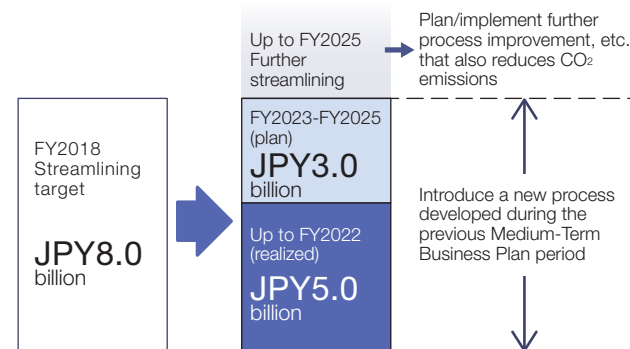 FY2018
Streamlining
target
JPY8.0
billion
Up to FY2025
Further
streamlining
FY2023-FY2025
(plan)
JPY3.0
billion
Up to FY2022
(realized)
JPY5.0
billion
Plan/implement further
process improvement, etc.
that also reduces CO2
emissions
Introduce a new process
developed during the
previous Medium-Term
Business Plan period